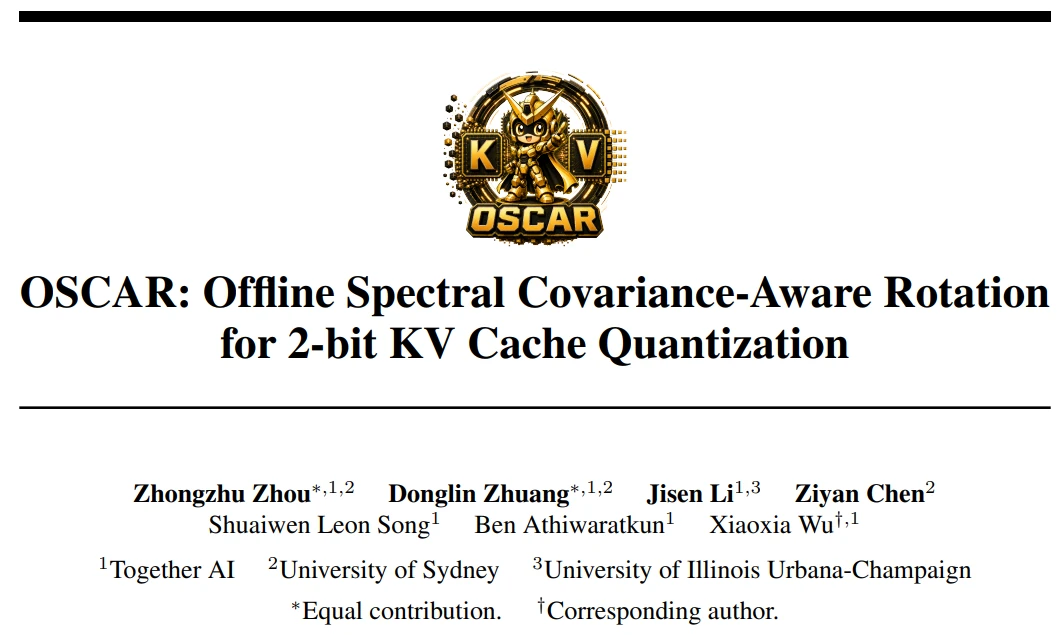 K V
OSCAR
OSCAR: Offline Spectral Covariance-Aware Rotation
for 2-bit KV Cache Quantization
Zhongzhu Zhou*,1,2 Donglin Zhuang*,1,2 Jisen Li1,3 Ziyan Chen2
Shuaiwen Leon Song1 Ben Athiwaratkun1 Xiaoxia Wu†,1
1Together AI 2University of Sydney 3University of Illinois Urbana-Champaign
*Equal contribution. †Corresponding author.